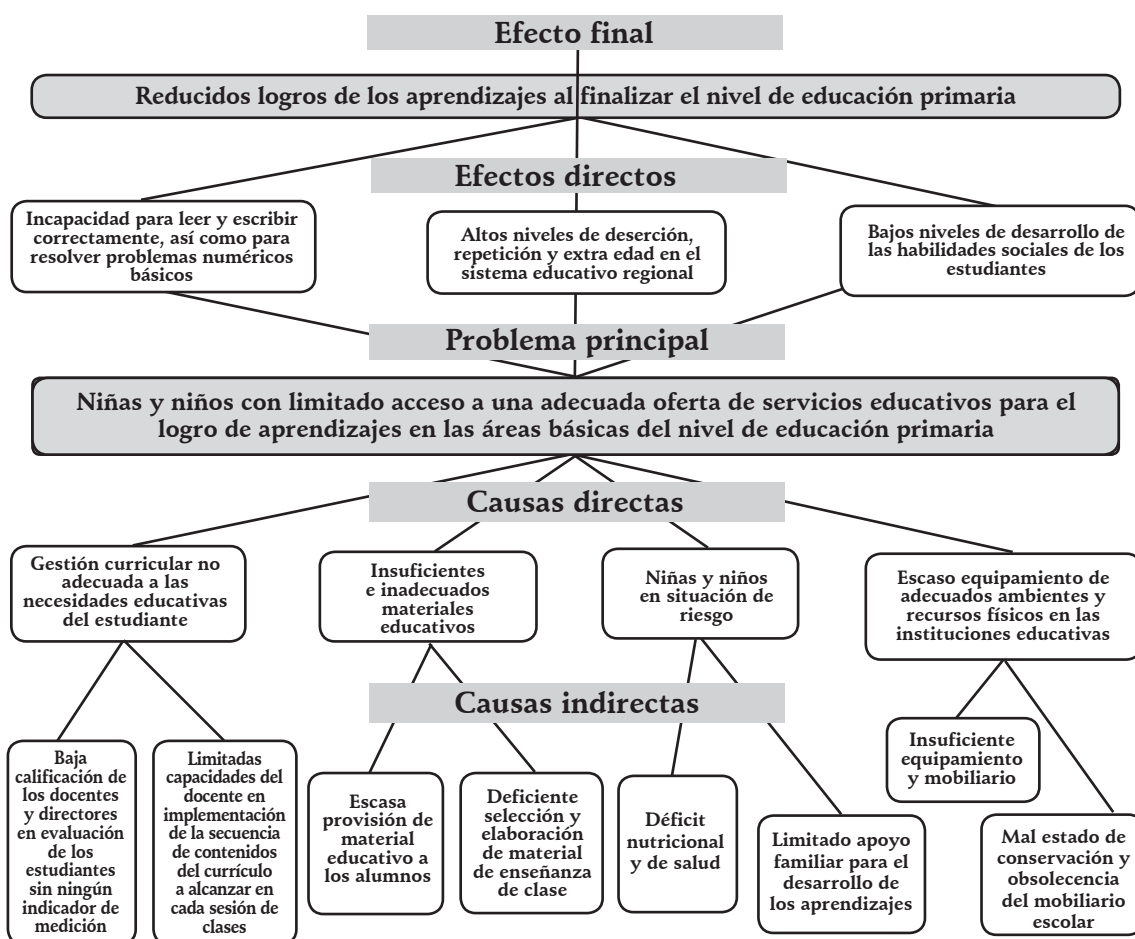 Efecto final
Reducidos logros de los aprendizajes al finalizar el nivel de educación primaria
Efectos directos
Incapacidad para leer y escribir
correctamente, así como para
resolver problemas numéricos
básicos
Altos niveles de deserción,
repetición y extra edad en el
sistema educativo regional
Bajos niveles de desarrollo de
las habilidades sociales de los
estudiantes
Problema principal
Niñas y niños con limitado acceso a una adecuada oferta de servicios educativos para el
logro de aprendizajes en las áreas básicas del nivel de educación primaria
Causas directas
Gestión curricular no
adecuada a las
necesidades educativas
del estudiante
Insuficientes
e inadecuados
materiales
educativos
Niñas y niños
en situación de
riesgo
Escaso equipamiento de
adecuados ambientes y
recursos físicos en las
instituciones educativas
Causas indirectas
Baja
calificación de
los docentes
y directores
en evaluación
de los
estudiantes
sin ningún
indicador de
medición
Limitadas
capacidades del
docente en
implementación
de la secuencia
de contenidos
del currículo
a alcanzar en
cada sesión de
clases
Escasa
provisión de
material
educativo a
los alumnos
Deficiente
selección y
elaboración
de material
de enseñanza
de clase
Déficit
nutricional
y de salud
Limitado apoyo
familiar para el
desarrollo de
los aprendizajes
Insuficiente
equipamiento
y mobiliario
Mal estado de
conservación y
obsolecencia
del mobiliario
escolar